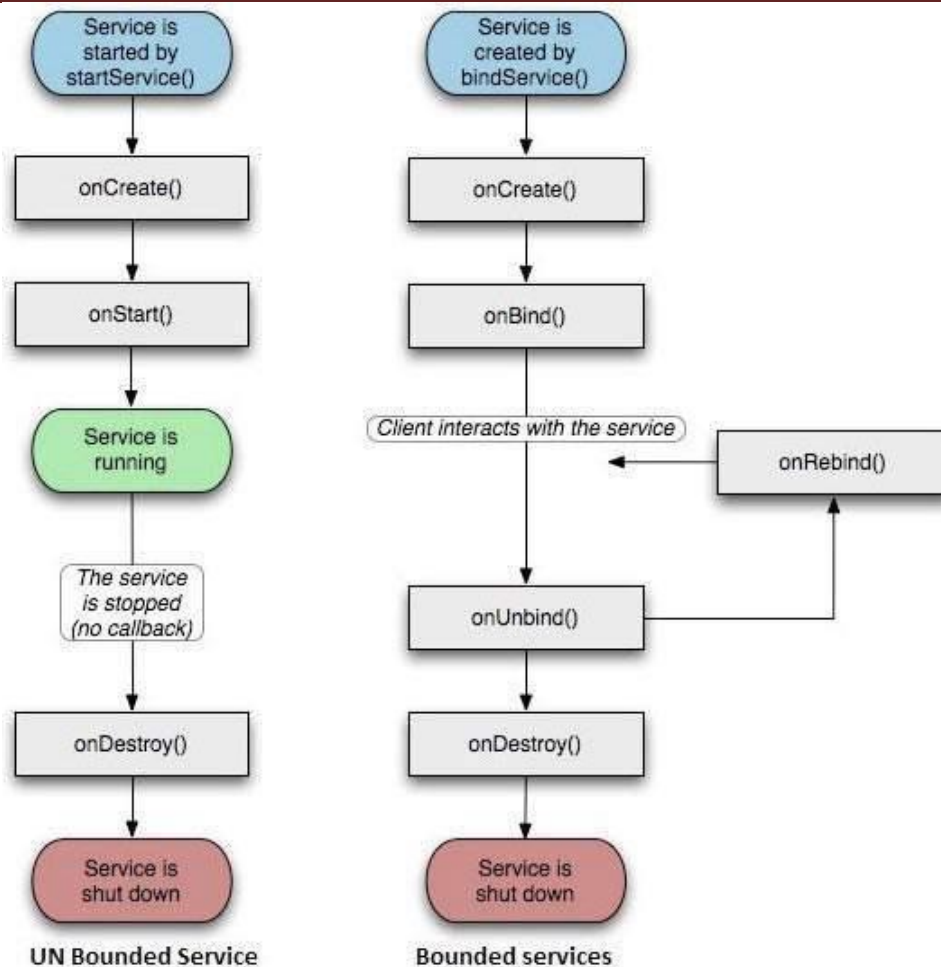 Service is
started by
startService()
onCreate()
onStart()
Service is
running
The service
is stopped
(no callback)
onDestroy()
Service is
shut down
UN Bounded Service
Service is
created by
bindService()
onCreate()
onBind()
Client interacts with the service
onRebind()
onUnbind()
onDestroy()
Service is
shut down
Bounded services